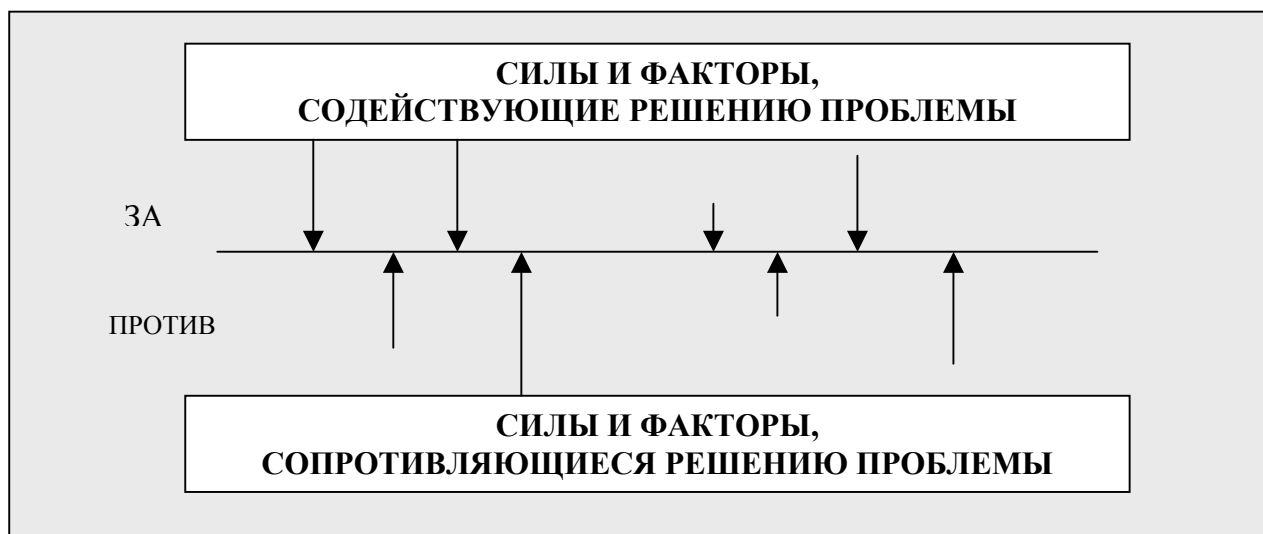 СИЛЫ И ФАКТОРЫ,
СОДЕЙСТВУЮЩИЕ РЕШЕНИЮ ПРОБЛЕМЫ
ЗА
ПРОТИВ
СИЛЫ И ФАКТОРЫ,
СОПРОТИВЛЯЮЩИЕСЯ РЕШЕНИЮ ПРОБЛЕМЫ